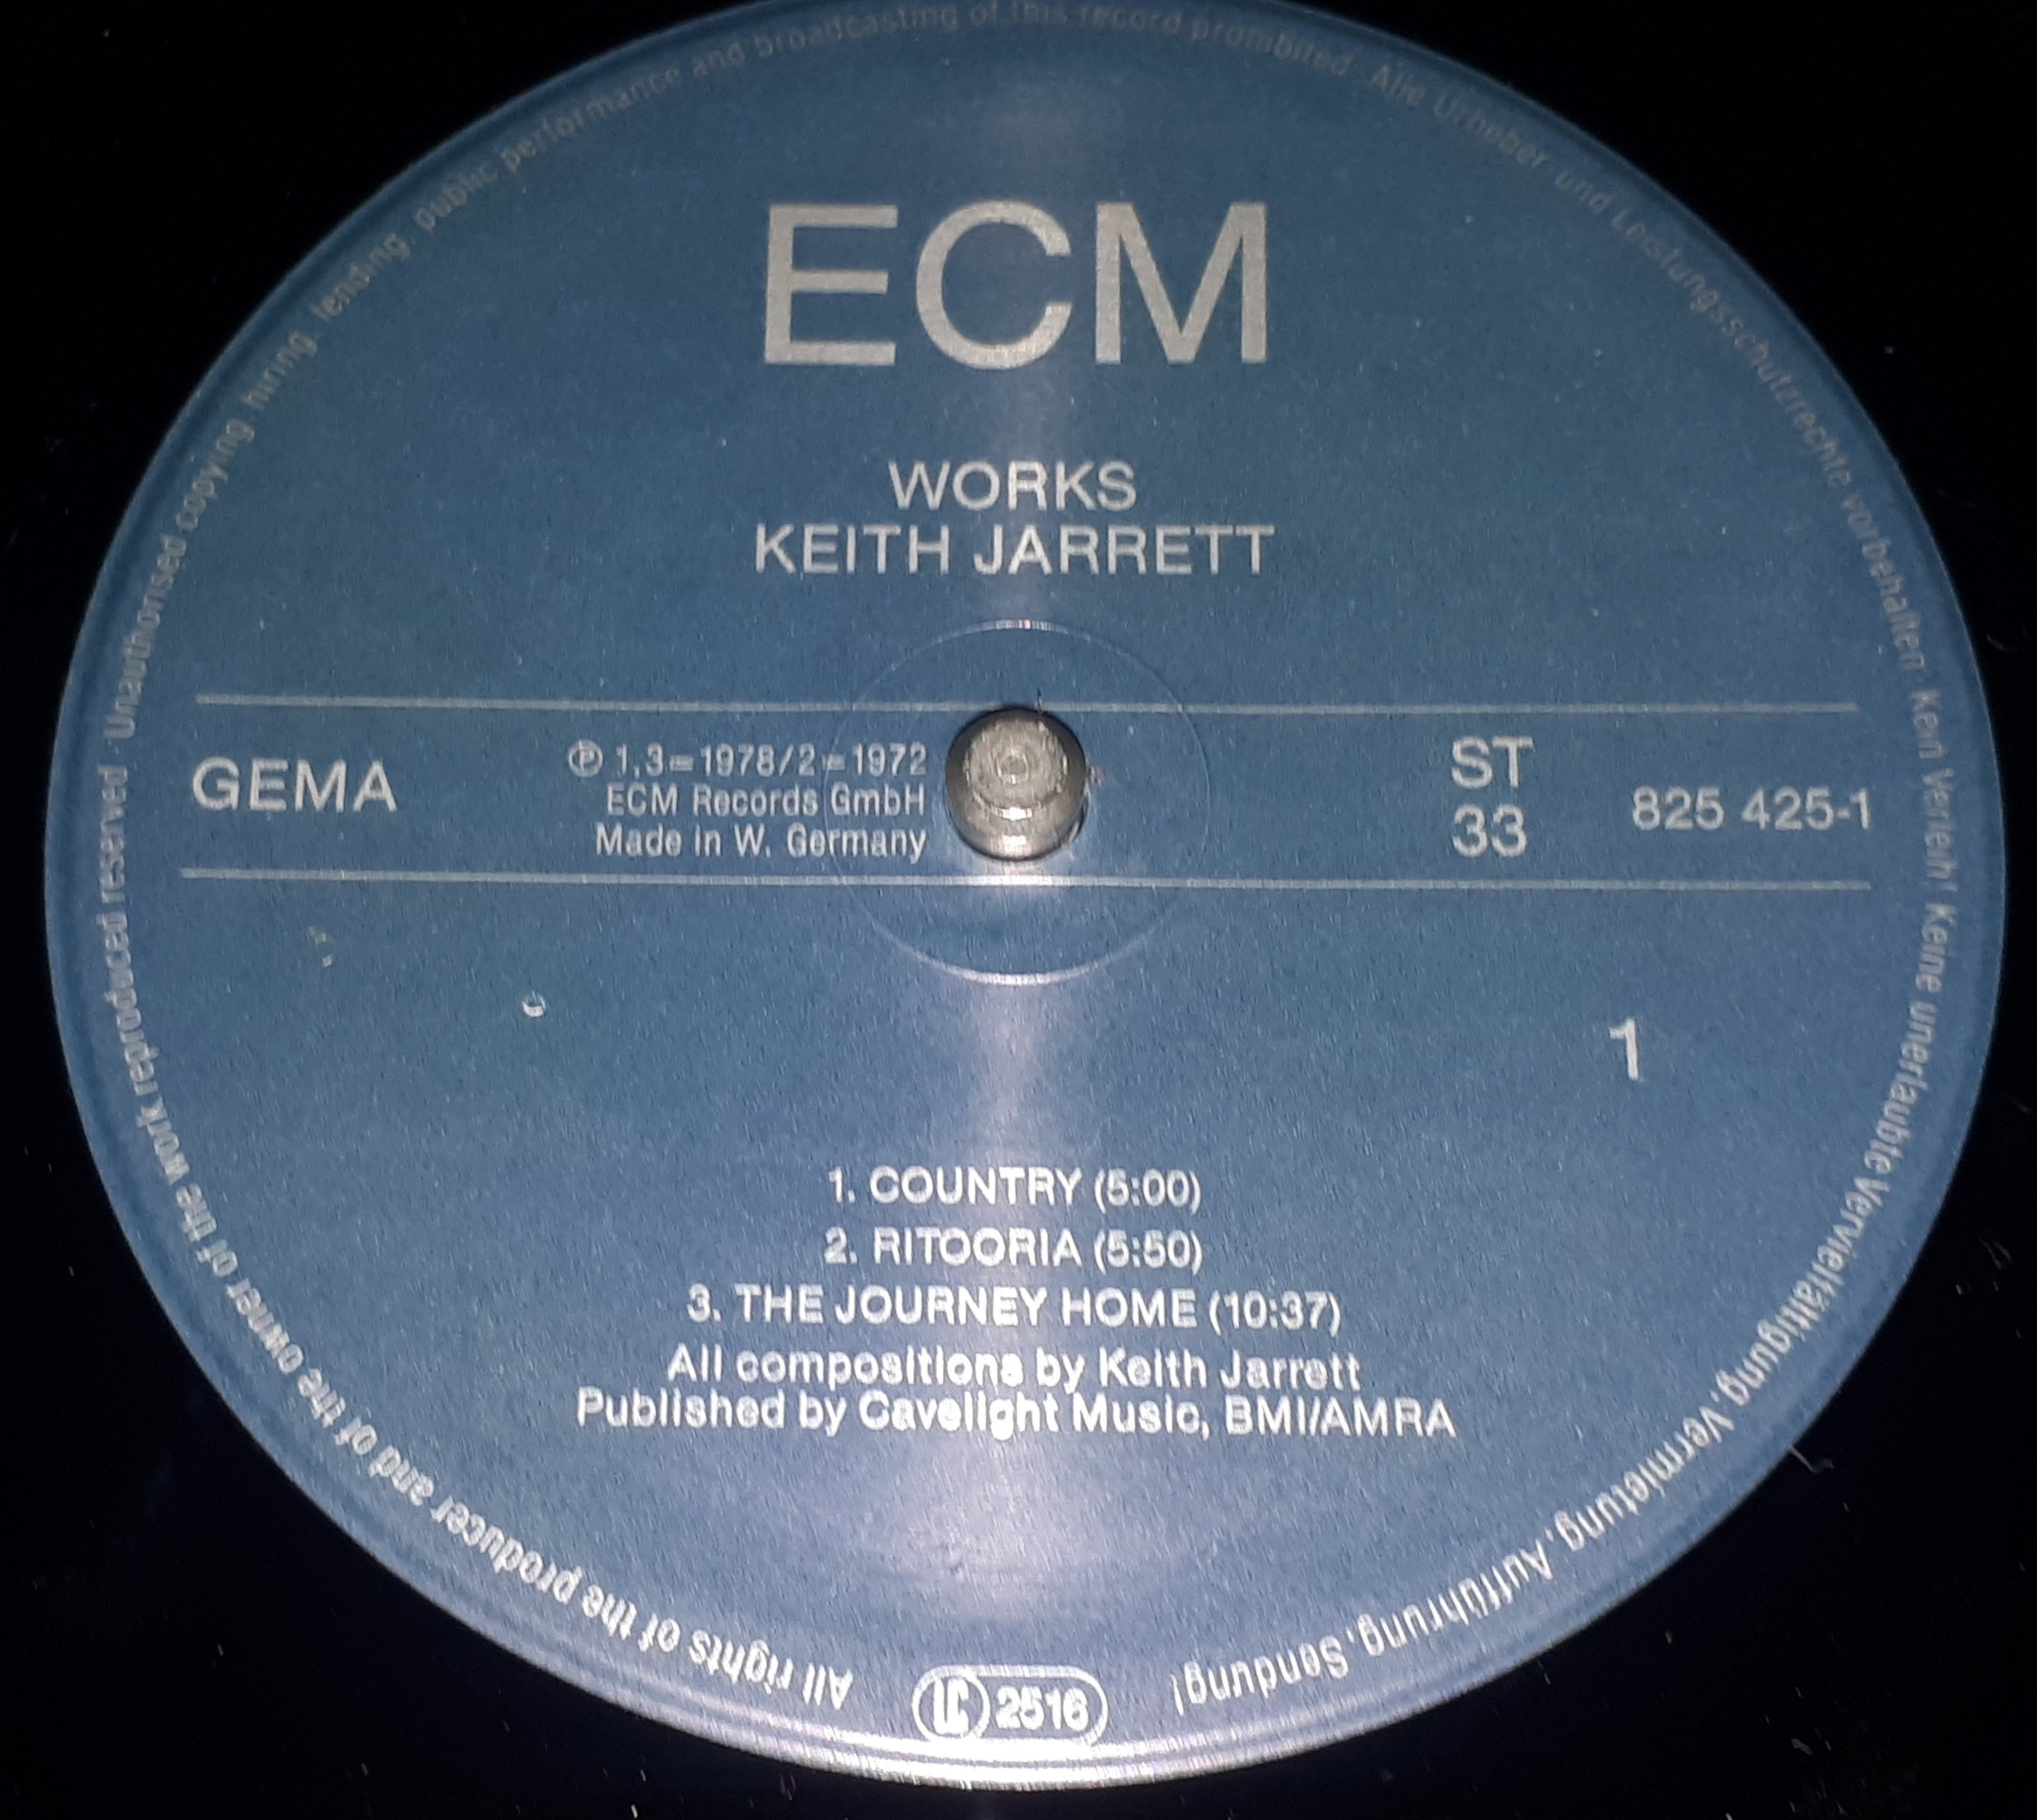 ECM
WORKS
KEITH JARRETT
GEMA
℗ 1,3=1978/2=1972
ECM Records GmbH
Made in W. Germany
ST
33
825 425-1
1
1. COUNTRY (5:00)
2. RITOORIA (5:50)
3. THE JOURNEY HOME (10:37)
All compositions by Keith Jarrett
Published by Cavelight Music, BMI/AMRA
All rights of the producer and of the owner of the work reproduced reserved · Unauthorised copying, hiring, lending, public performance and broadcasting of this record prohibited · Alle Urheber- und Leistungsschutzrechte vorbehalten · Kein Verleih! Keine unerlaubte Vervielfältigung, Vermietung, Aufführung, Sendung!
LC 2516